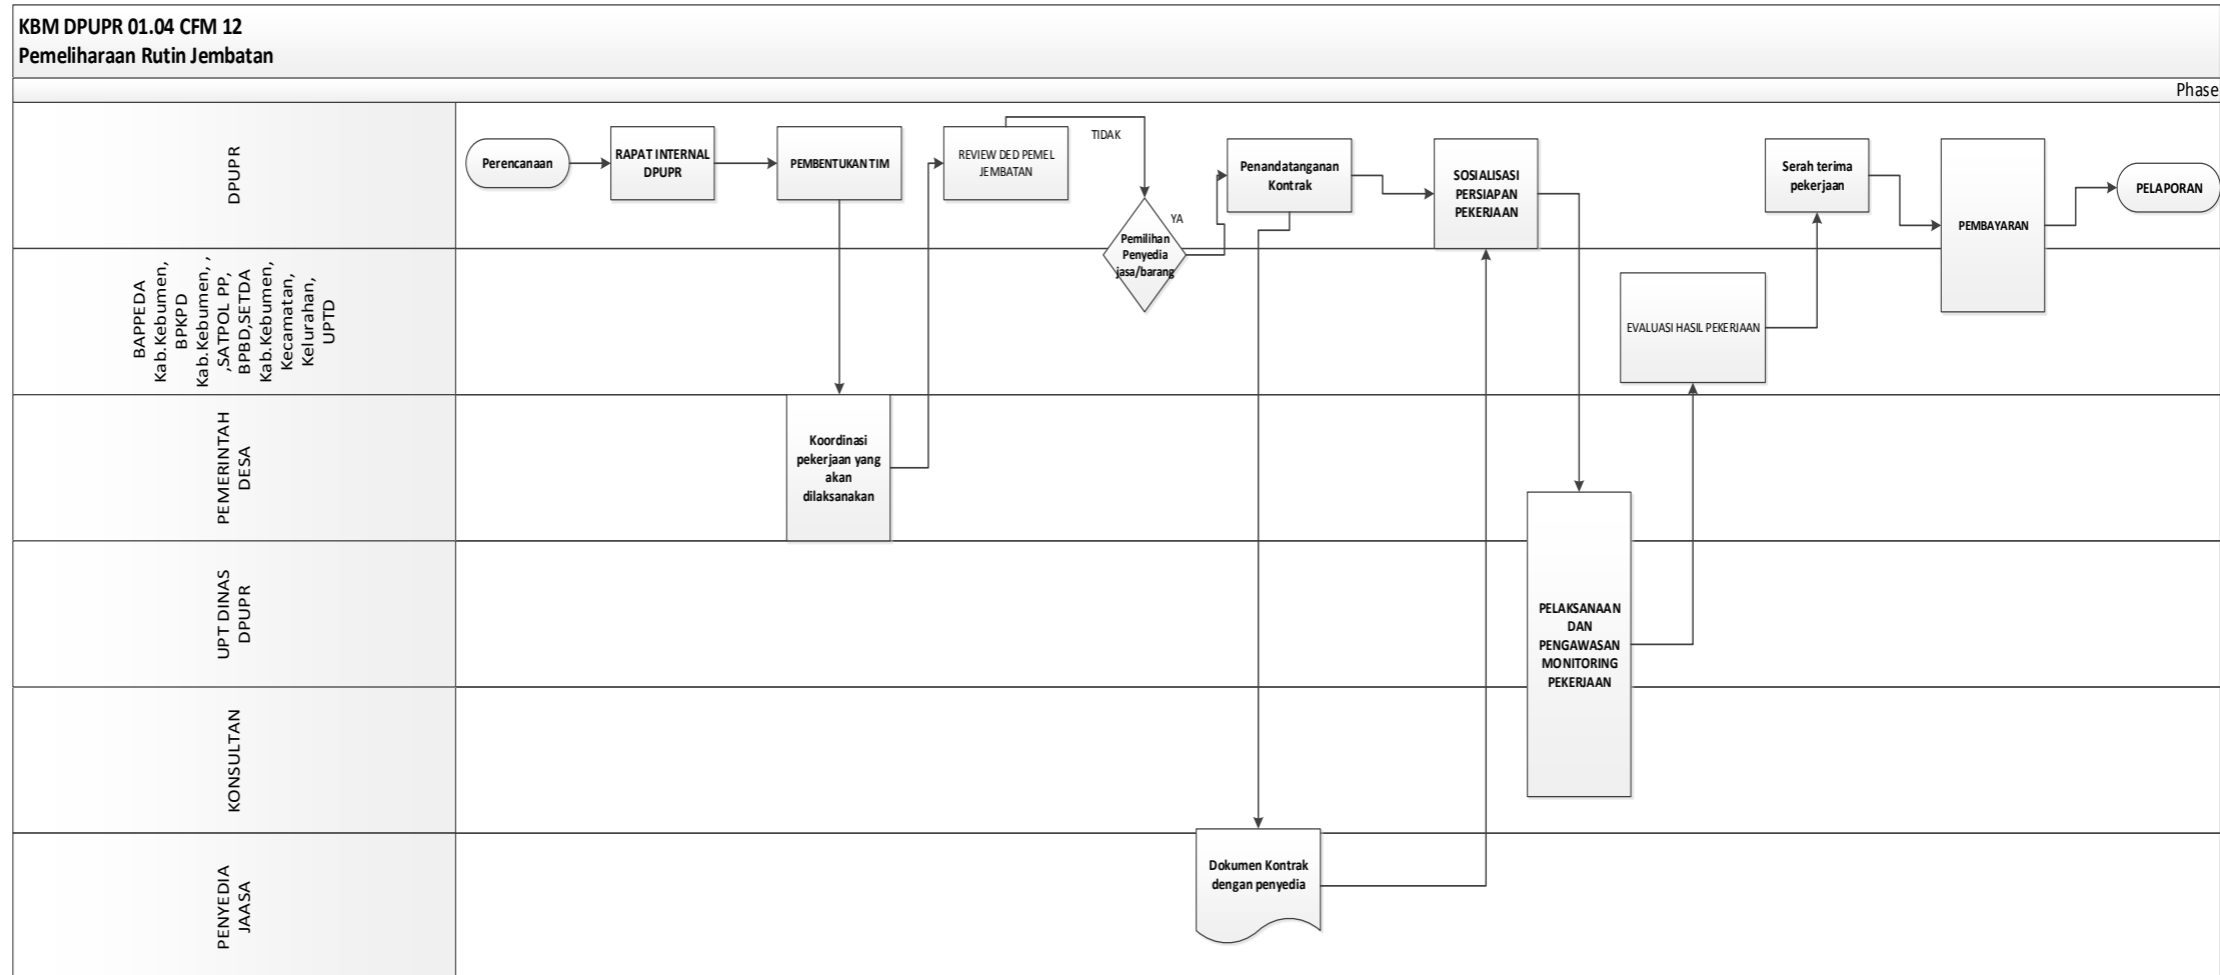 KBM DPUPR 01.04 CFM 12
Pemeliharaan Rutin Jembatan
Phase
DPUPR
Perencanaan
RAPAT INTERNAL
DPUPR
PEMBENTUKAN TIM
REVIEW DED PEMEL
JEMBATAN
TIDAK
Pemilihan
Penyedia
jasa/barang
YA
Penandatanganan
Kontrak
SOSIALISASI
PERSIAPAN
PEKERJAAN
Serah terima
pekerjaan
PEMBAYARAN
PELAPORAN
BAPPEDA
Kab.Kebumen,
BPKPD
Kab.Kebumen, ,
,SATPOL PP,
BPBD,SETDA
Kab.Kebumen,
Kecamatan,
Kelurahan,
UPTD
EVALUASI HASIL PEKERJAAN
PEMERINTAH
DESA
Koordinasi
pekerjaan yang
akan
dilaksanakan
UPT DINAS
DPUPR
PELAKSANAAN
DAN
PENGAWASAN
MONITORING
PEKERJAAN
KONSULTAN
PENYEDIA
JAASA
Dokumen Kontrak
dengan penyedia